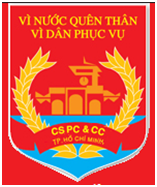 VÌ NƯỚC QUÊN THÂN
VÌ DÂN PHỤC VỤ
CS PC & CC
TP. HỒ CHÍ MINH